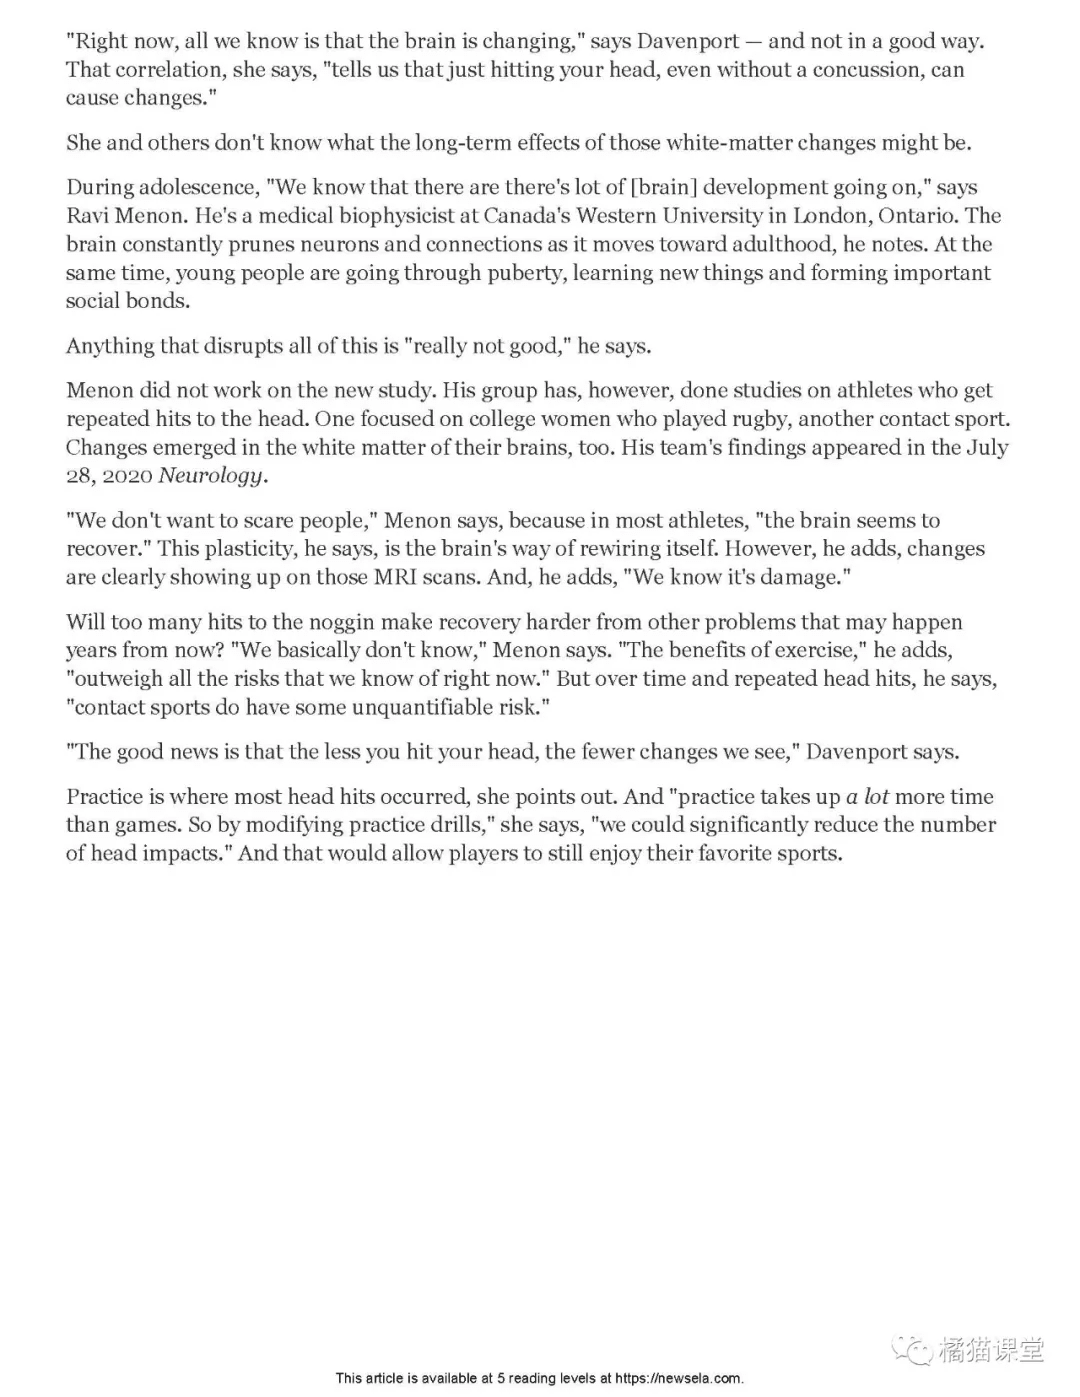 "Right now, all we know is that the brain is changing," says Davenport — and not in a good way.
That correlation, she says, "tells us that just hitting your head, even without a concussion, can
cause changes."
She and others don't know what the long-term effects of those white-matter changes might be.
During adolescence, "We know that there are there's lot of [brain] development going on," says
Ravi Menon. He's a medical biophysicist at Canada's Western University in London, Ontario. The
brain constantly prunes neurons and connections as it moves toward adulthood, he notes. At the
same time, young people are going through puberty, learning new things and forming important
social bonds.
Anything that disrupts all of this is "really not good," he says.
Menon did not work on the new study. His group has, however, done studies on athletes who get
repeated hits to the head. One focused on college women who played rugby, another contact sport.
Changes emerged in the white matter of their brains, too. His team's findings appeared in the July
28, 2020 Neurology.
"We don't want to scare people," Menon says, because in most athletes, "the brain seems to
recover." This plasticity, he says, is the brain's way of rewiring itself. However, he adds, changes
are clearly showing up on those MRI scans. And, he adds, "We know it's damage."
Will too many hits to the noggin make recovery harder from other problems that may happen
years from now? "We basically don't know," Menon says. "The benefits of exercise," he adds,
"outweigh all the risks that we know of right now." But over time and repeated head hits, he says,
"contact sports do have some unquantifiable risk."
"The good news is that the less you hit your head, the fewer changes we see," Davenport says.
Practice is where most head hits occurred, she points out. And "practice takes up a lot more time
than games. So by modifying practice drills," she says, "we could significantly reduce the number
of head impacts." And that would allow players to still enjoy their favorite sports.
橘猫课堂
This article is available at 5 reading levels at https://newsela.com.